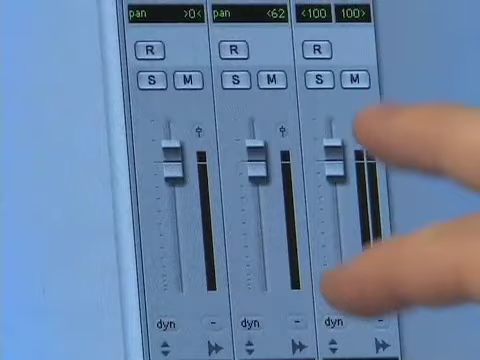 pan >0< pan <62 <100 100>
R R R
S M S M S M
dyn - dyn - dyn -